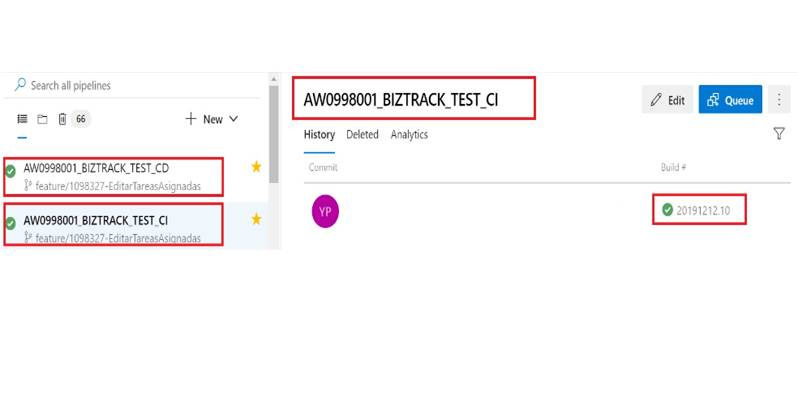 Search all pipelines
66
New
AW0998001_BIZTRACK_TEST_CD
feature/1098327-EditarTareasAsignadas
AW0998001_BIZTRACK_TEST_CI
feature/1098327-EditarTareasAsignadas
AW0998001_BIZTRACK_TEST_CI
Edit
Queue
History Deleted Analytics
Commit Build #
YP
20191212.10